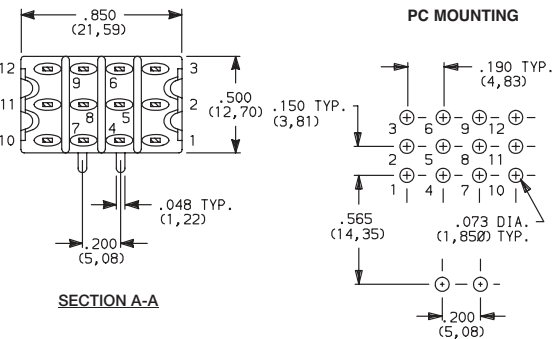 .850
(21,59)
12 9 6 3
11 8 5 2
10 7 4 1
.500
(12,70)
.048 TYP.
(1,22)
.200
(5,08)
SECTION A-A
PC MOUNTING
.190 TYP.
(4,83)
.150 TYP.
(3,81)
3 6 9 12
2 5 8 11
1 4 7 10
.565
(14,35)
.073 DIA.
(1,850) TYP.
.200
(5,08)